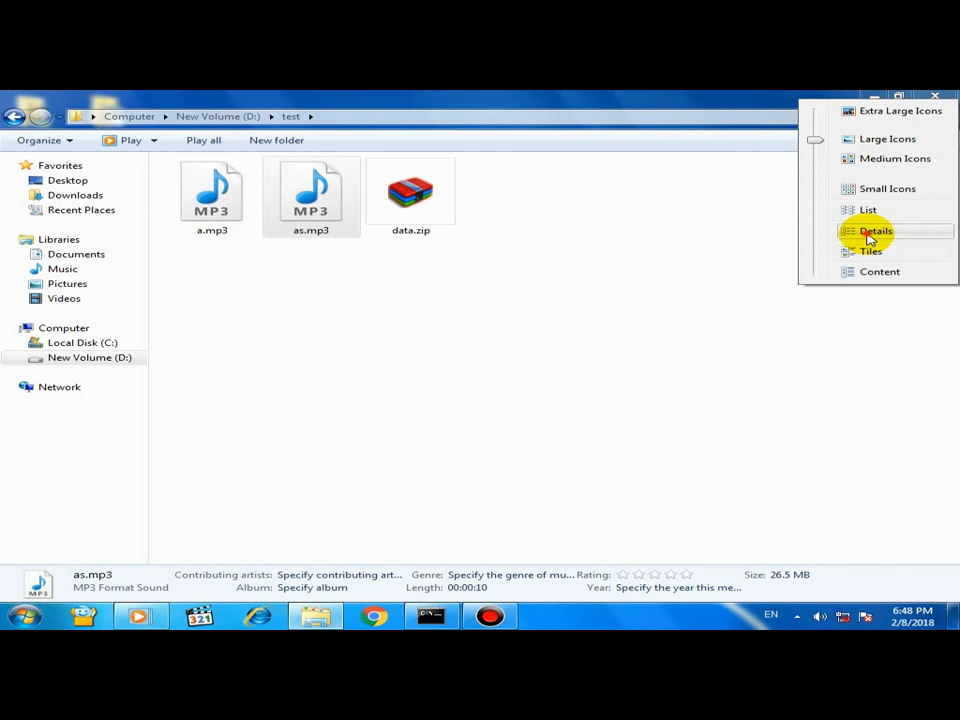 Computer ▸ New Volume (D:) ▸ test ▸
Organize Play Play all New folder
Favorites
Desktop
Downloads
Recent Places
Libraries
Documents
Music
Pictures
Videos
Computer
Local Disk (C:)
New Volume (D:)
Network
MP3
a.mp3
MP3
as.mp3
data.zip
Extra Large Icons
Large Icons
Medium Icons
Small Icons
List
Details
Tiles
Content
MP3
as.mp3 Contributing artists: Specify contributing art... Genre: Specify the genre of mu... Rating: Size: 26.5 MB
MP3 Format Sound Album: Specify album Length: 00:00:10 Year: Specify the year this me...
321
EN
6:48 PM
2/8/2018